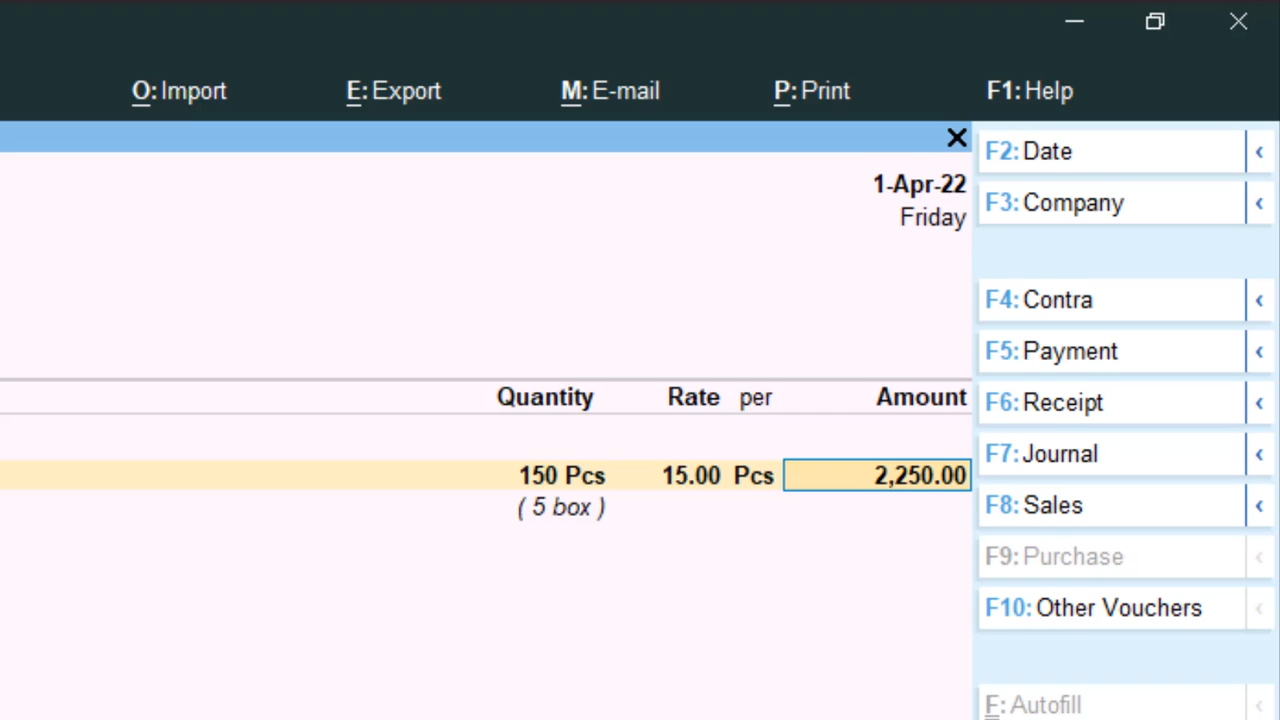 O: Import E: Export M: E-mail P: Print F1: Help
F2: Date
1-Apr-22
Friday
F3: Company
F4: Contra
F5: Payment
Quantity Rate per Amount
F6: Receipt
F7: Journal
150 Pcs 15.00 Pcs 2,250.00
( 5 box )
F8: Sales
F9: Purchase
F10: Other Vouchers
F: Autofill